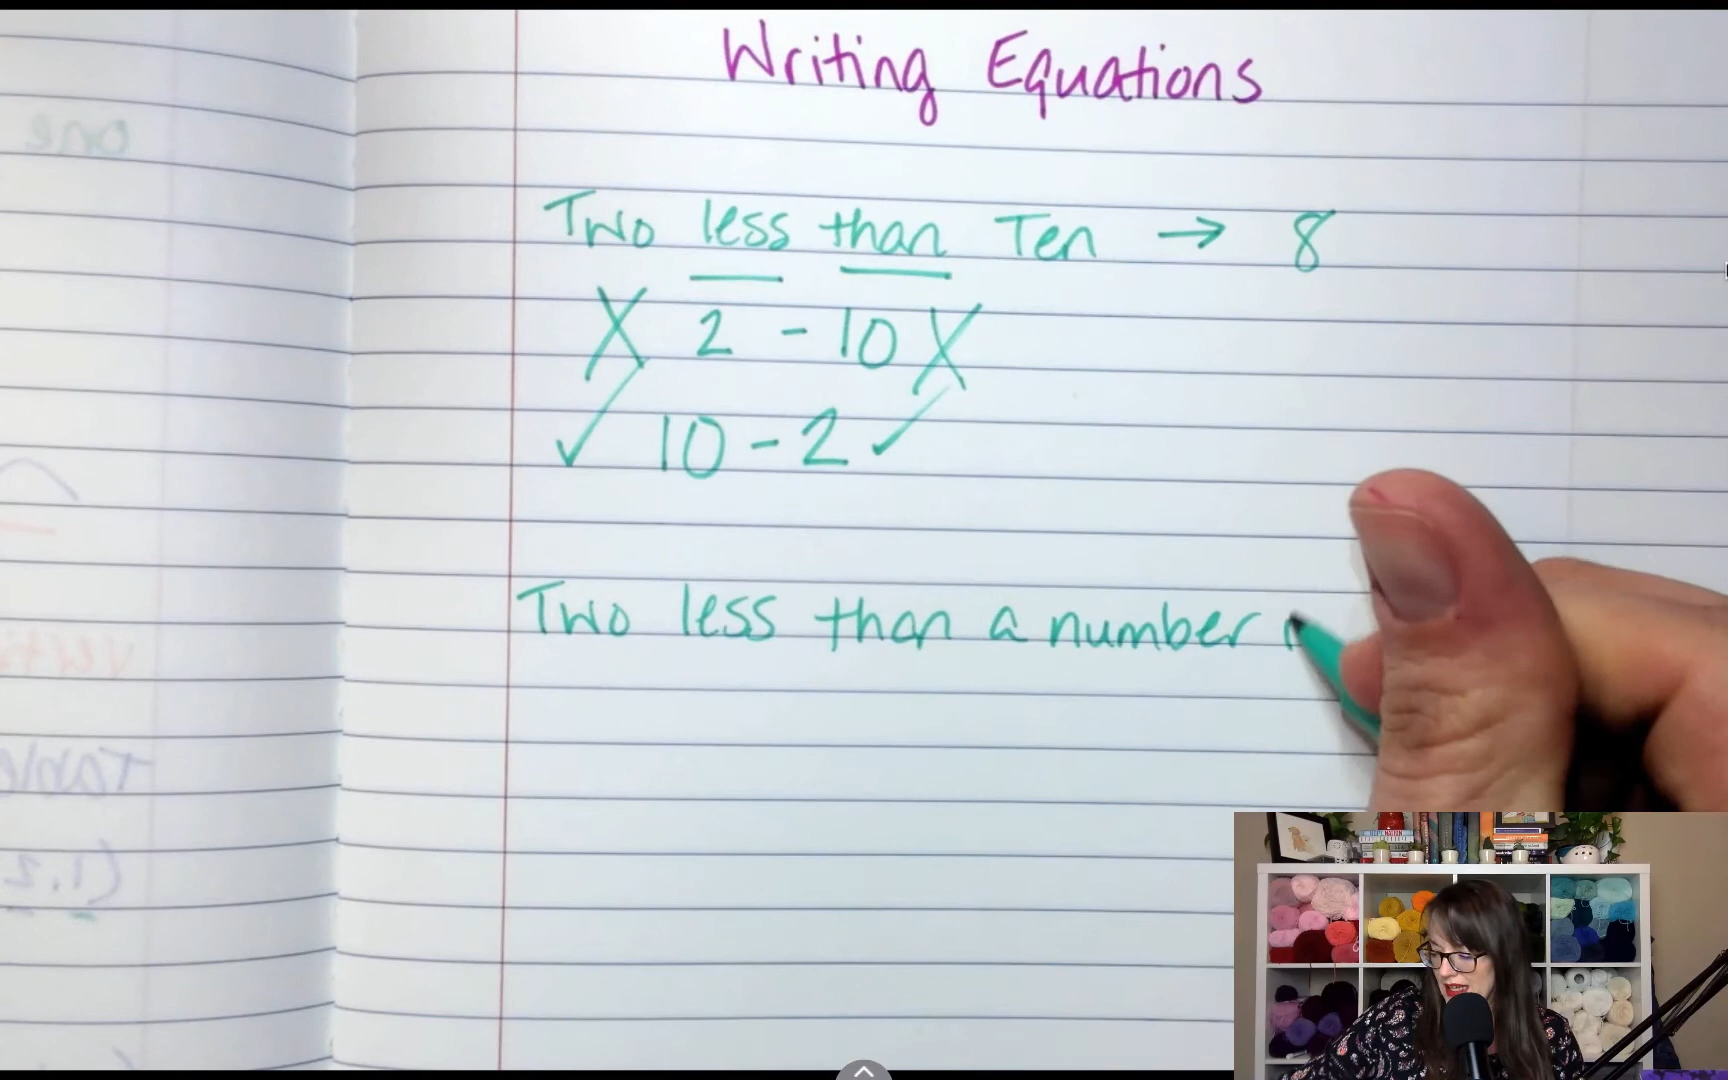 Writing Equations
Two less than Ten → 8
X 2 - 10 X
✓ 10 - 2 ✓
Two less than a number